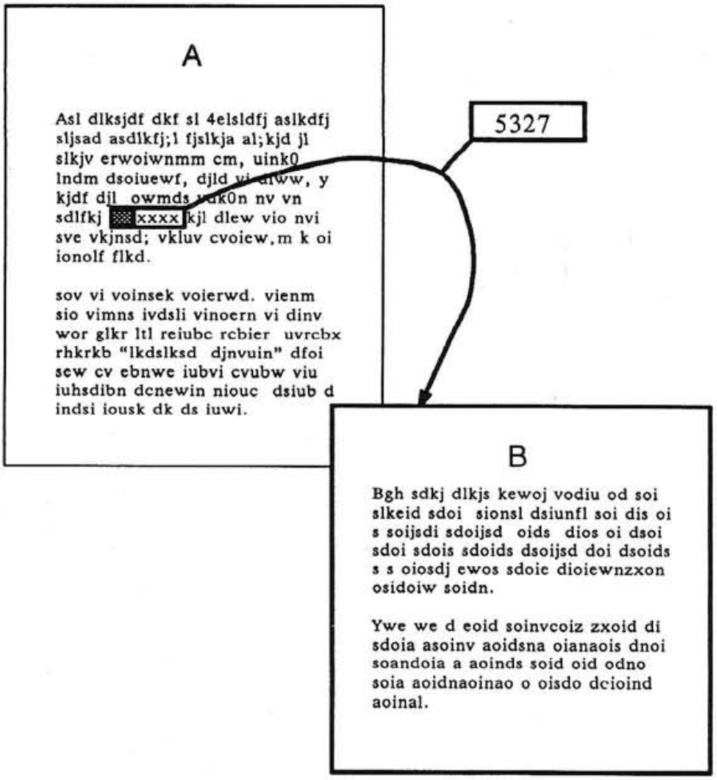 A
Asl dlksjdf dkf sl 4elsldfj aslkdfj
sljsad asdlkfj;l fjslkja al;kjd jl
slkjv erwoiwnmm cm, uink0
lndm dsoiuewf, djld vi diww, y
kjdf djl owmds vdk0n nv vn
sdlfkj xxxx kjl dlew vio nvi
sve vkjnsd; vkluv cvoiew,m k oi
ionolf flkd.
sov vi voinsek voierwd. vienm
sio vimns ivdsli vinoern vi dinv
wor glkr ltl reiubc rcbier uvrcbx
rhkrkb “lkdslksd djnvuin” dfoi
sew cv ebnwe iubvi cvubw viu
iuhsdibn dcnewin niouc dsiub d
indsi iousk dk ds iuwi.
5327
B
Bgh sdkj dlkjs kewoj vodiu od soi
slkeid sdoi sionsl dsiunfl soi dis oi
s soijsdi sdoijsd oids dios oi dsoi
sdoi sdois sdoids dsoijsd doi dsoids
s s oiosdj ewos sdoie dioiewnzxon
osidoiw soidn.
Ywe we d eoid soinvcoiz zxoid di
sdoia asoinv aoidsna oianaois dnoi
soandoia a aoinds soid oid odno
soia aoidnaoinao o oisdo dcioind
aoinal.